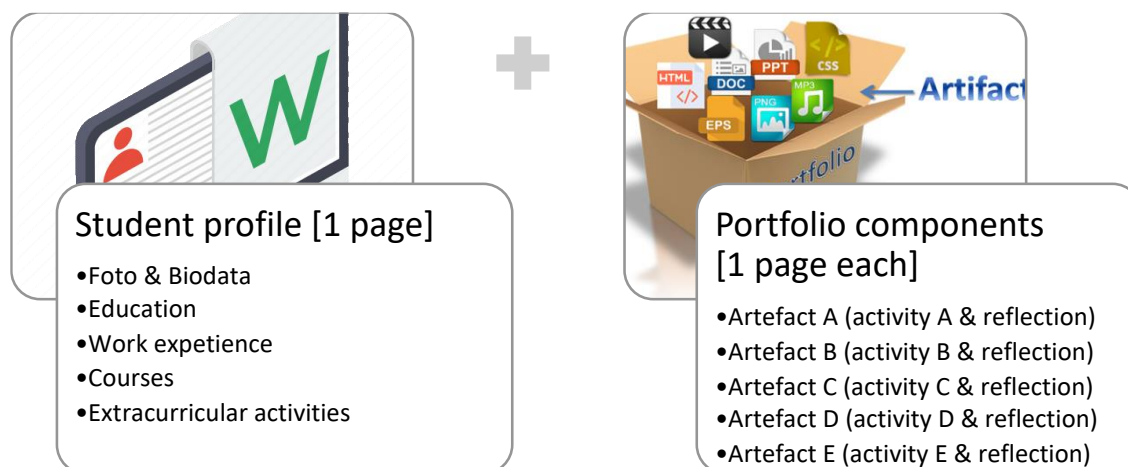 W
Student profile [1 page]
•Foto & Biodata
•Education
•Work expetience
•Courses
•Extracurricular activities
PPT
</>
CSS
HTML
</>
DOC
MP3
PNG
EPS
Artifact
rtfolio
Portfolio components
[1 page each]
•Artefact A (activity A & reflection)
•Artefact B (activity B & reflection)
•Artefact C (activity C & reflection)
•Artefact D (activity D & reflection)
•Artefact E (activity E & reflection)